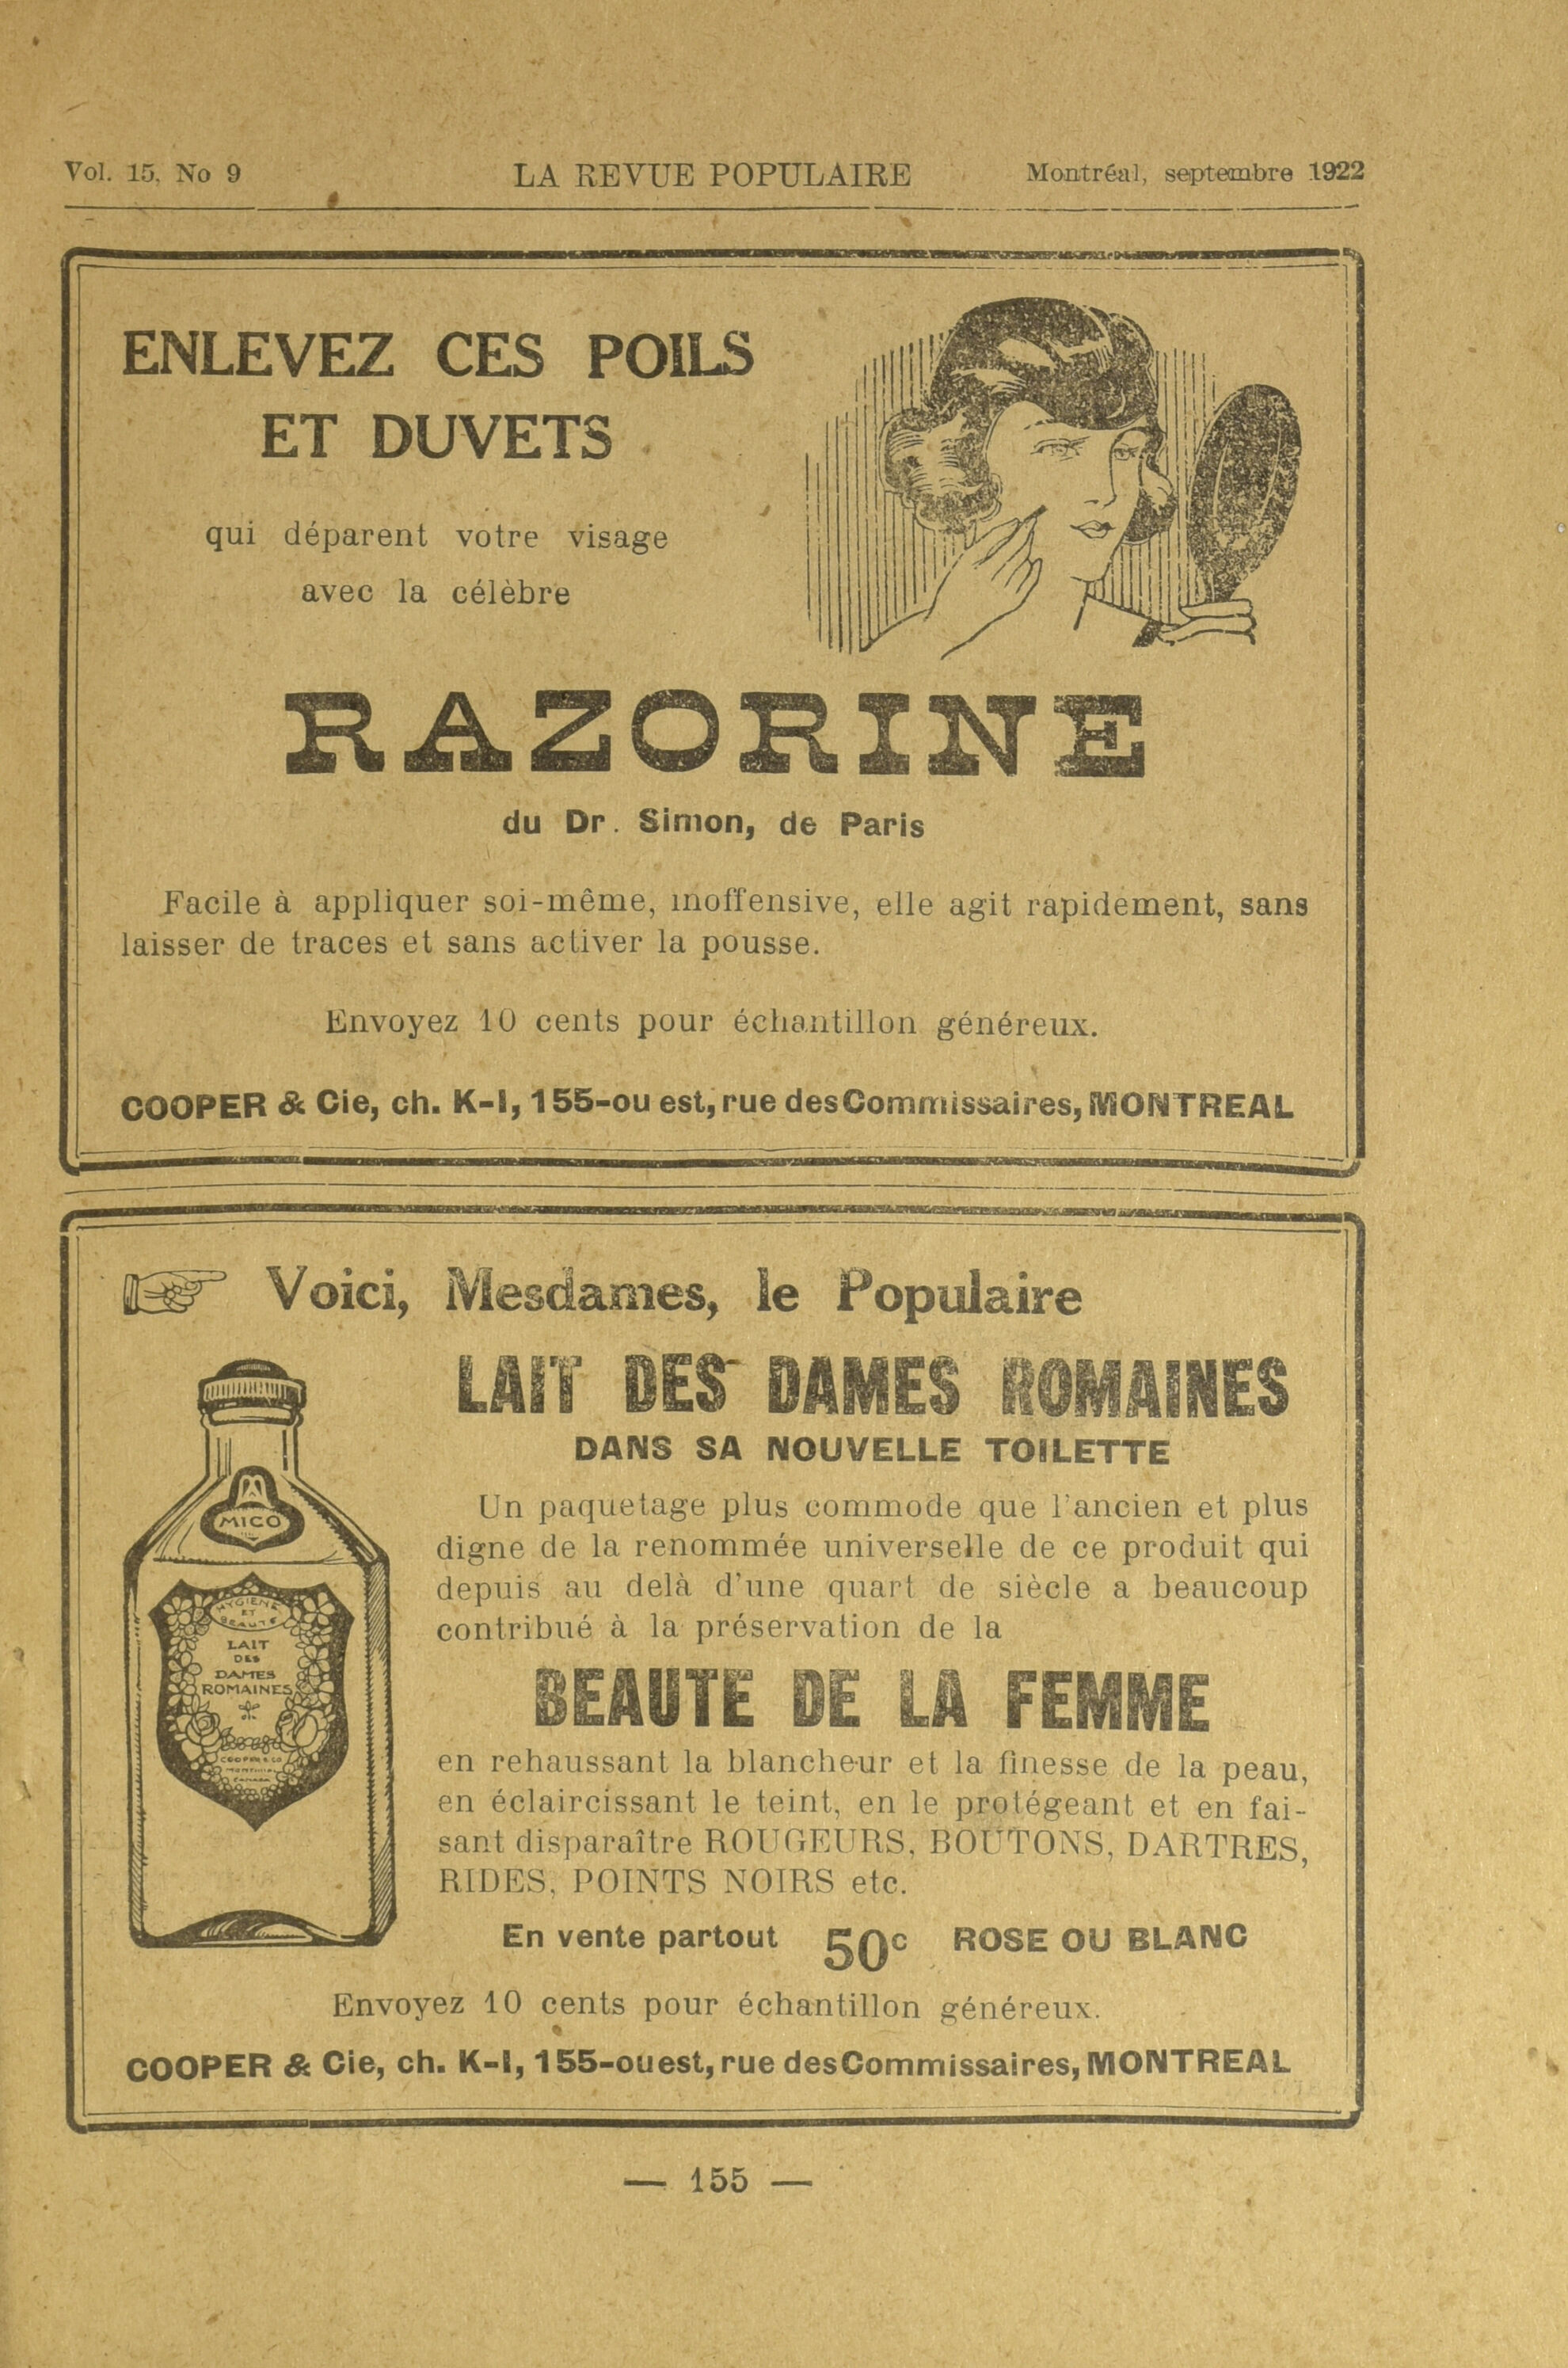 Vol. 15, No 9 LA REVUE POPULAIRE Montréal, septembre 1922
ENLEVEZ CES POILS
ET DUVETS
qui déparent votre visage
avec la célèbre
RAZORINE
du Dr. Simon, de Paris
Facile à appliquer soi-même, inoffensive, elle agit rapidement, sans
laisser de traces et sans activer la pousse.
Envoyez 10 cents pour échantillon généreux.
COOPER & Cie, ch. K-I, 155-ouest, rue des Commissaires, MONTREAL
Voici, Mesdames, le Populaire
LAIT DES DAMES ROMAINES
DANS SA NOUVELLE TOILETTE
Un paquetage plus commode que l'ancien et plus
digne de la renommée universelle de ce produit qui
depuis au delà d'une quart de siècle a beaucoup
contribué à la préservation de la
BEAUTE DE LA FEMME
en rehaussant la blancheur et la finesse de la peau,
en éclaircissant le teint, en le protégeant et en fai-
sant disparaître ROUGEURS, BOUTONS, DARTRES,
RIDES, POINTS NOIRS etc.
MICO
HYGIENE
ET
BEAUTE
LAIT
DES
DAMES
ROMAINES
COOPER & CO
MONTREAL
CANADA
En vente partout 50c ROSE OU BLANC
Envoyez 10 cents pour échantillon généreux.
COOPER & Cie, ch. K-I, 155-ouest, rue des Commissaires, MONTREAL
— 155 —